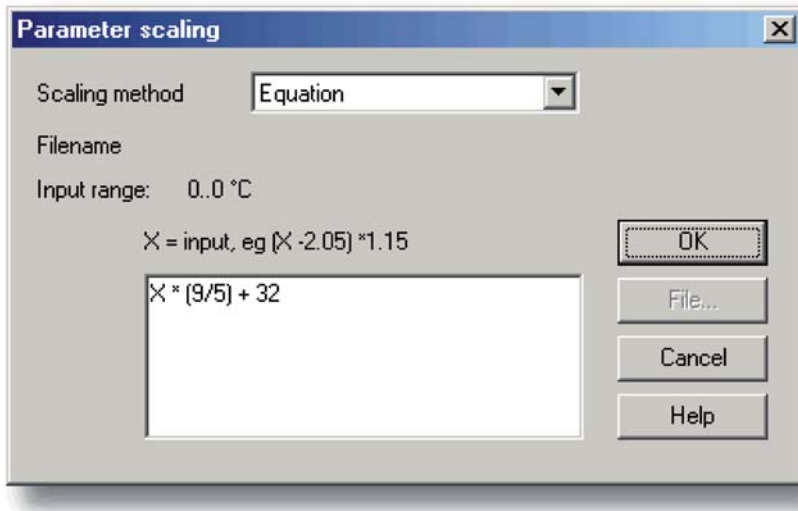 Parameter scaling
Scaling method Equation
Filename
Input range: 0..0 °C
X = input, eg (X -2.05) *1.15
OK
X * (9/5) + 32
File...
Cancel
Help